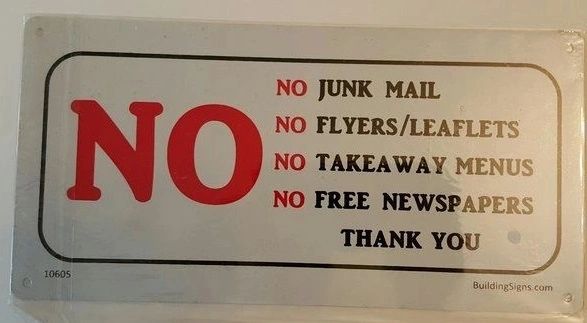 NO
NO JUNK MAIL
NO FLYERS/LEAFLETS
NO TAKEAWAY MENUS
NO FREE NEWSPAPERS
THANK YOU
10605
BuildingSigns.com